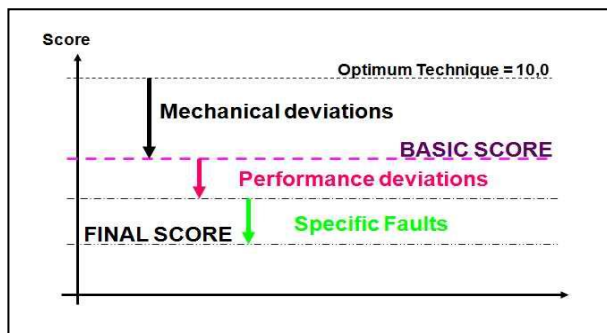 Score
Optimum Technique = 10,0
Mechanical deviations
BASIC SCORE
Performance deviations
Specific Faults
FINAL SCORE